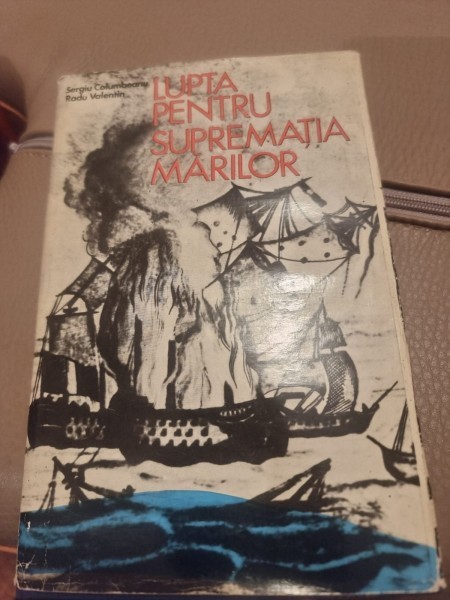 Sergiu Columbeanu
Radu Valentin
LUPTA
PENTRU
SUPREMAȚIA
MĂRILOR